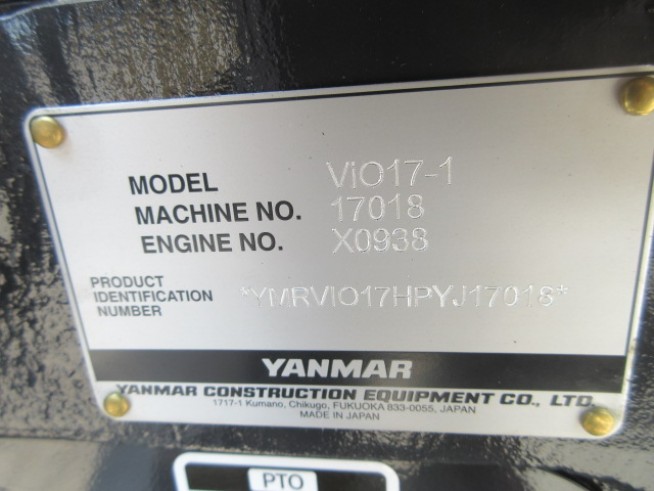 MODEL ViO17-1
MACHINE NO. 17018
ENGINE NO. X0938
PRODUCT
IDENTIFICATION
NUMBER
*YMRVIO17HPYJ17018*
YANMAR
YANMAR CONSTRUCTION EQUIPMENT CO., LTD.
1717-1 Kumano, Chikugo, FUKUOKA 833-0055, JAPAN
MADE IN JAPAN
PTO